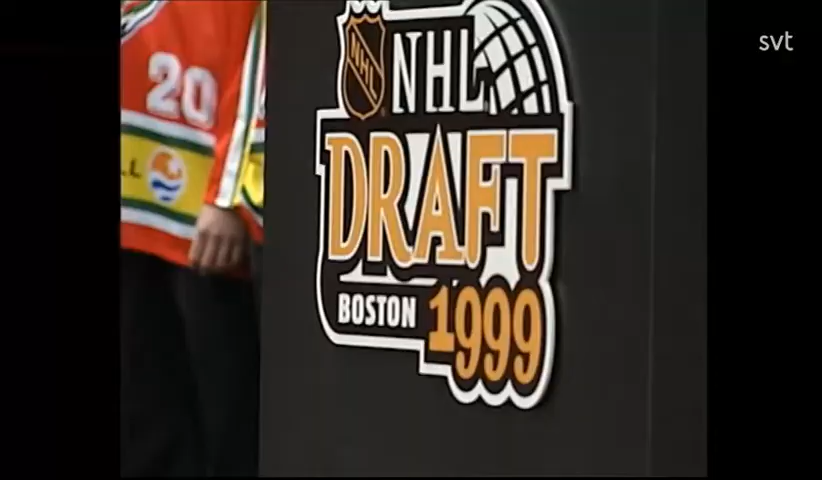 svt
20
NHL
NHL
DRAFT
BOSTON
1999